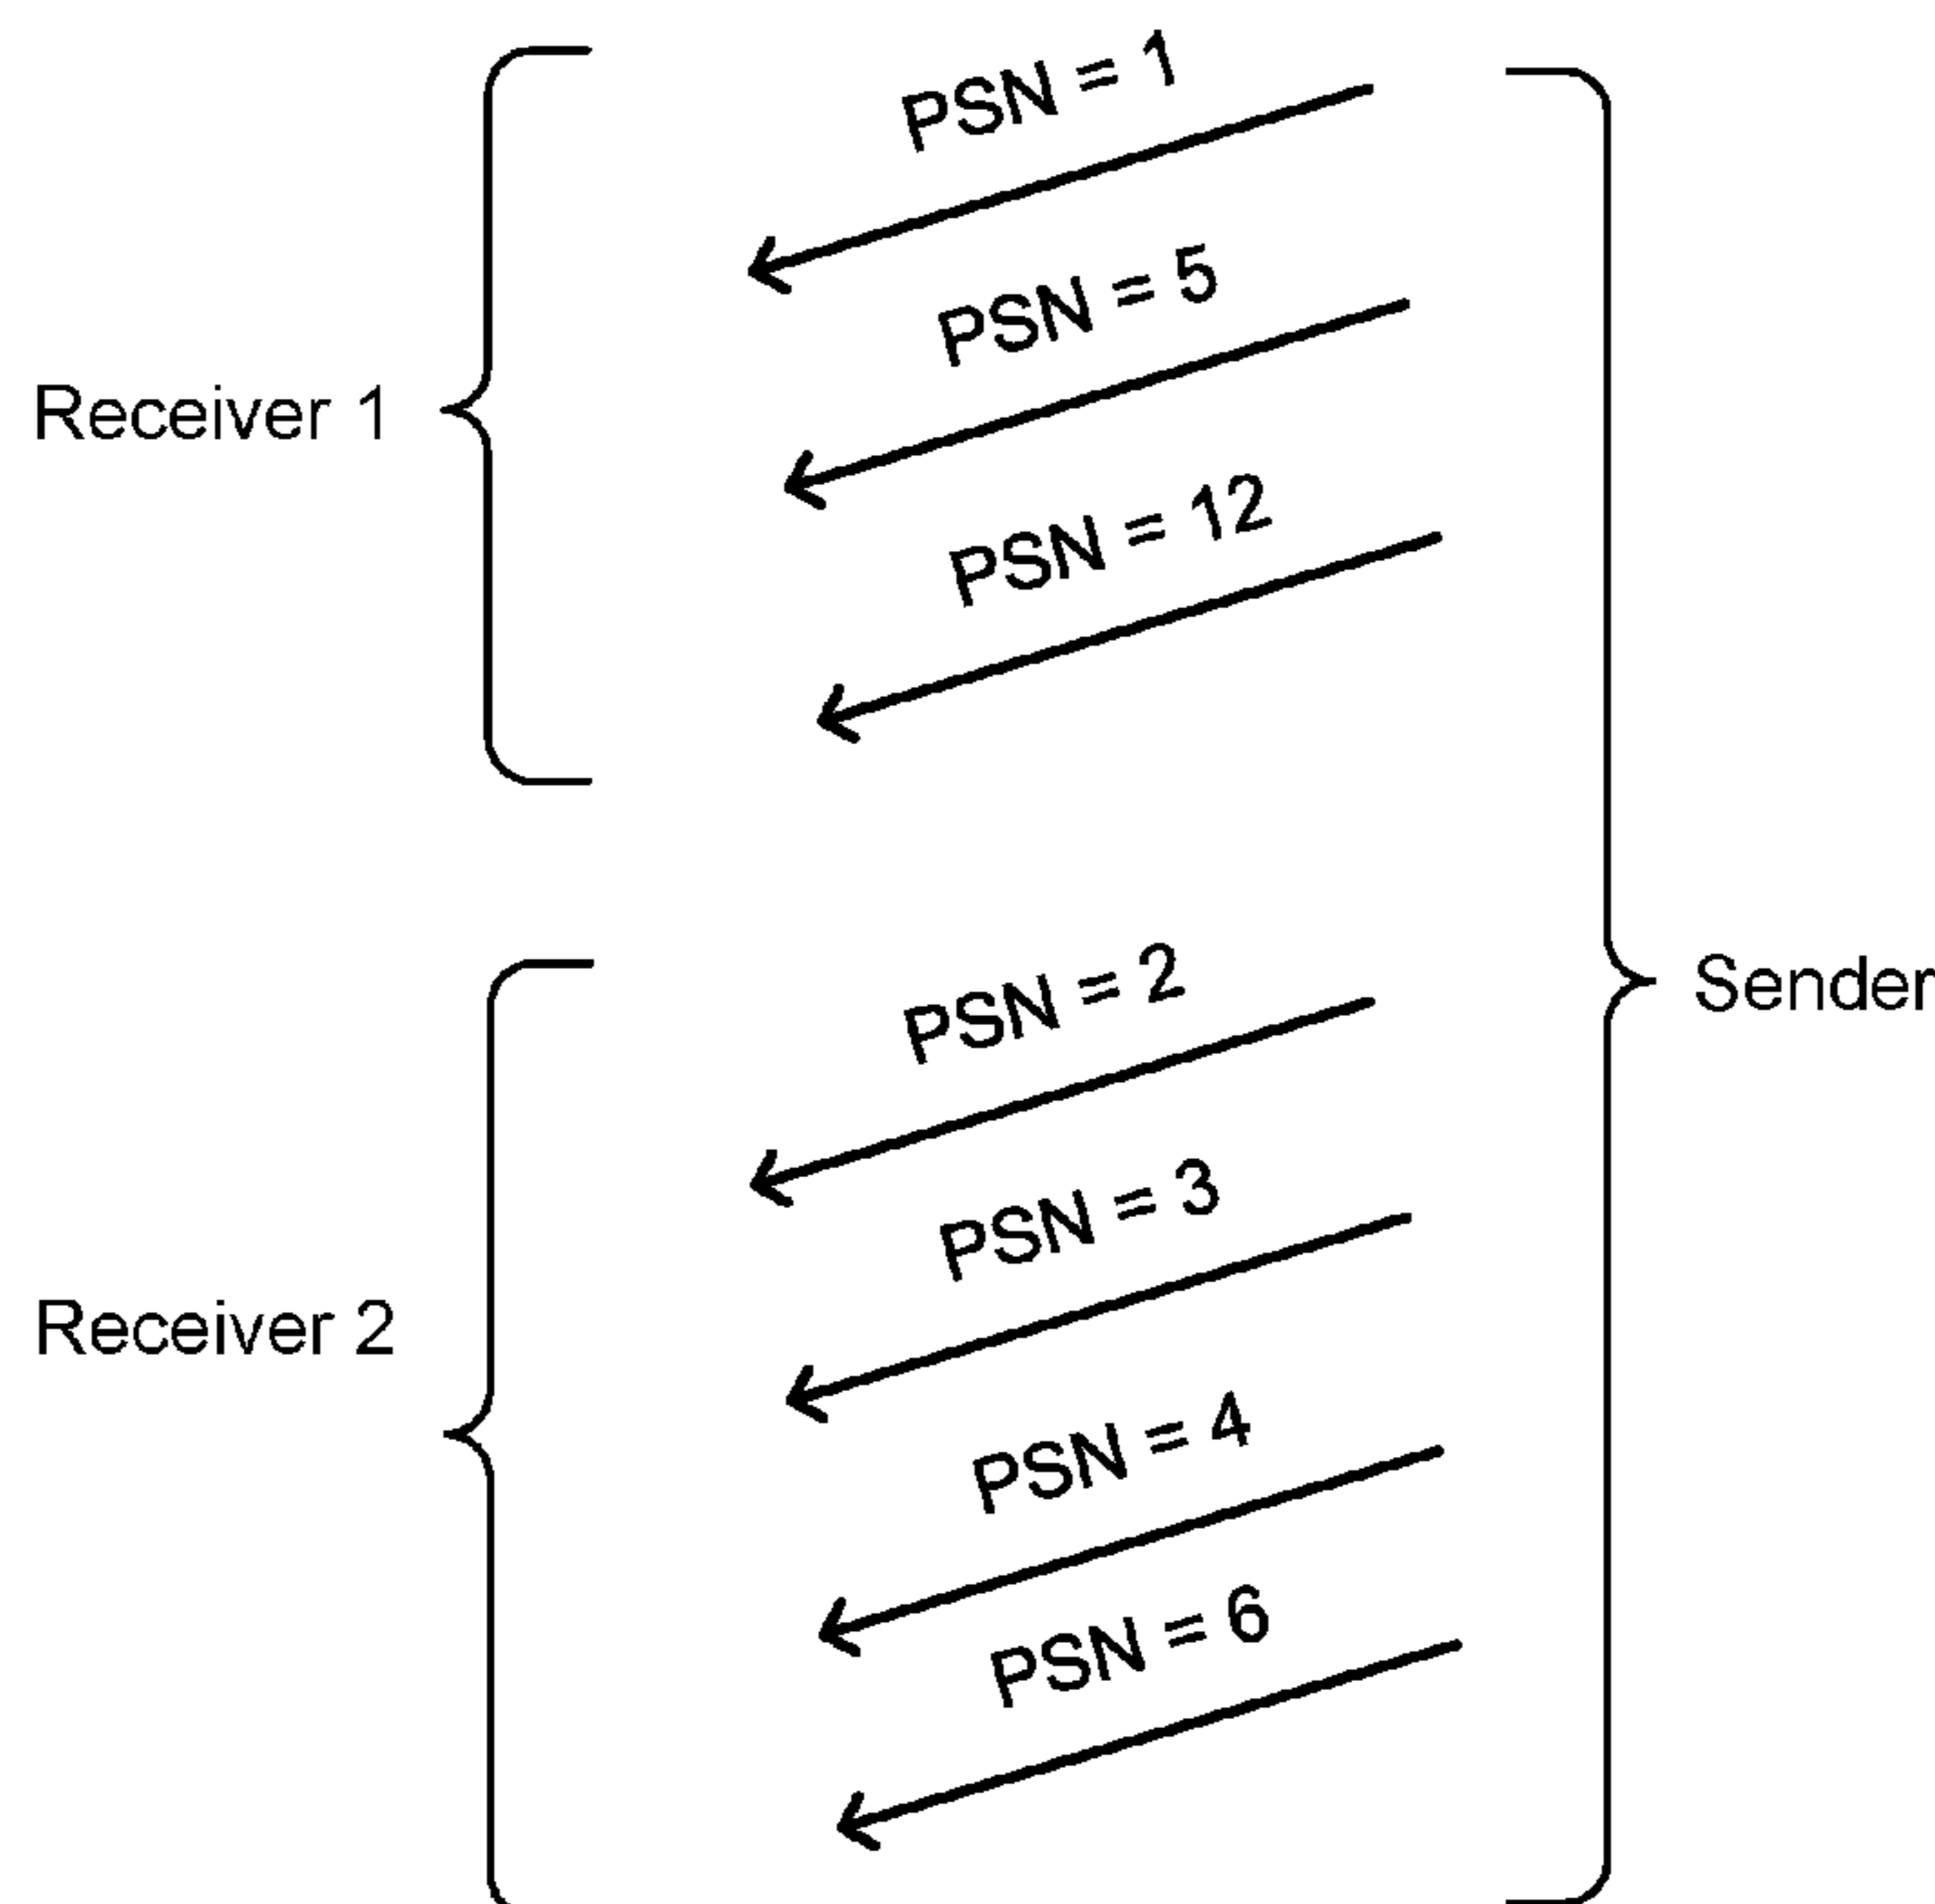 PSN = 1
PSN = 5
Receiver 1
PSN = 12
PSN = 2
Sender
PSN = 3
Receiver 2
PSN = 4
PSN = 6